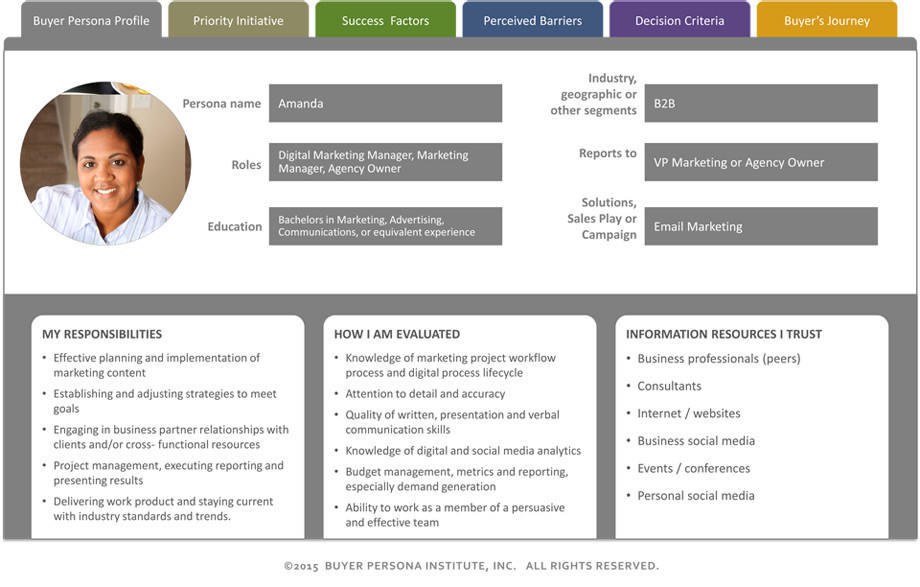 Buyer Persona Profile
Priority Initiative
Success Factors
Perceived Barriers
Decision Criteria
Buyer's Journey
Persona name
Amanda
Industry,
geographic or
other segments
B2B
Roles
Digital Marketing Manager, Marketing
Manager, Agency Owner
Reports to
VP Marketing or Agency Owner
Education
Bachelors in Marketing, Advertising,
Communications, or equivalent experience
Solutions,
Sales Play or
Campaign
Email Marketing
MY RESPONSIBILITIES
• Effective planning and implementation of
marketing content
• Establishing and adjusting strategies to meet
goals
• Engaging in business partner relationships with
clients and/or cross- functional resources
• Project management, executing reporting and
presenting results
• Delivering work product and staying current
with industry standards and trends.
HOW I AM EVALUATED
• Knowledge of marketing project workflow
process and digital process lifecycle
• Attention to detail and accuracy
• Quality of written, presentation and verbal
communication skills
• Knowledge of digital and social media analytics
• Budget management, metrics and reporting,
especially demand generation
• Ability to work as a member of a persuasive
and effective team
INFORMATION RESOURCES I TRUST
• Business professionals (peers)
• Consultants
• Internet / websites
• Business social media
• Events / conferences
• Personal social media
©2015 BUYER PERSONA INSTITUTE, INC. ALL RIGHTS RESERVED.